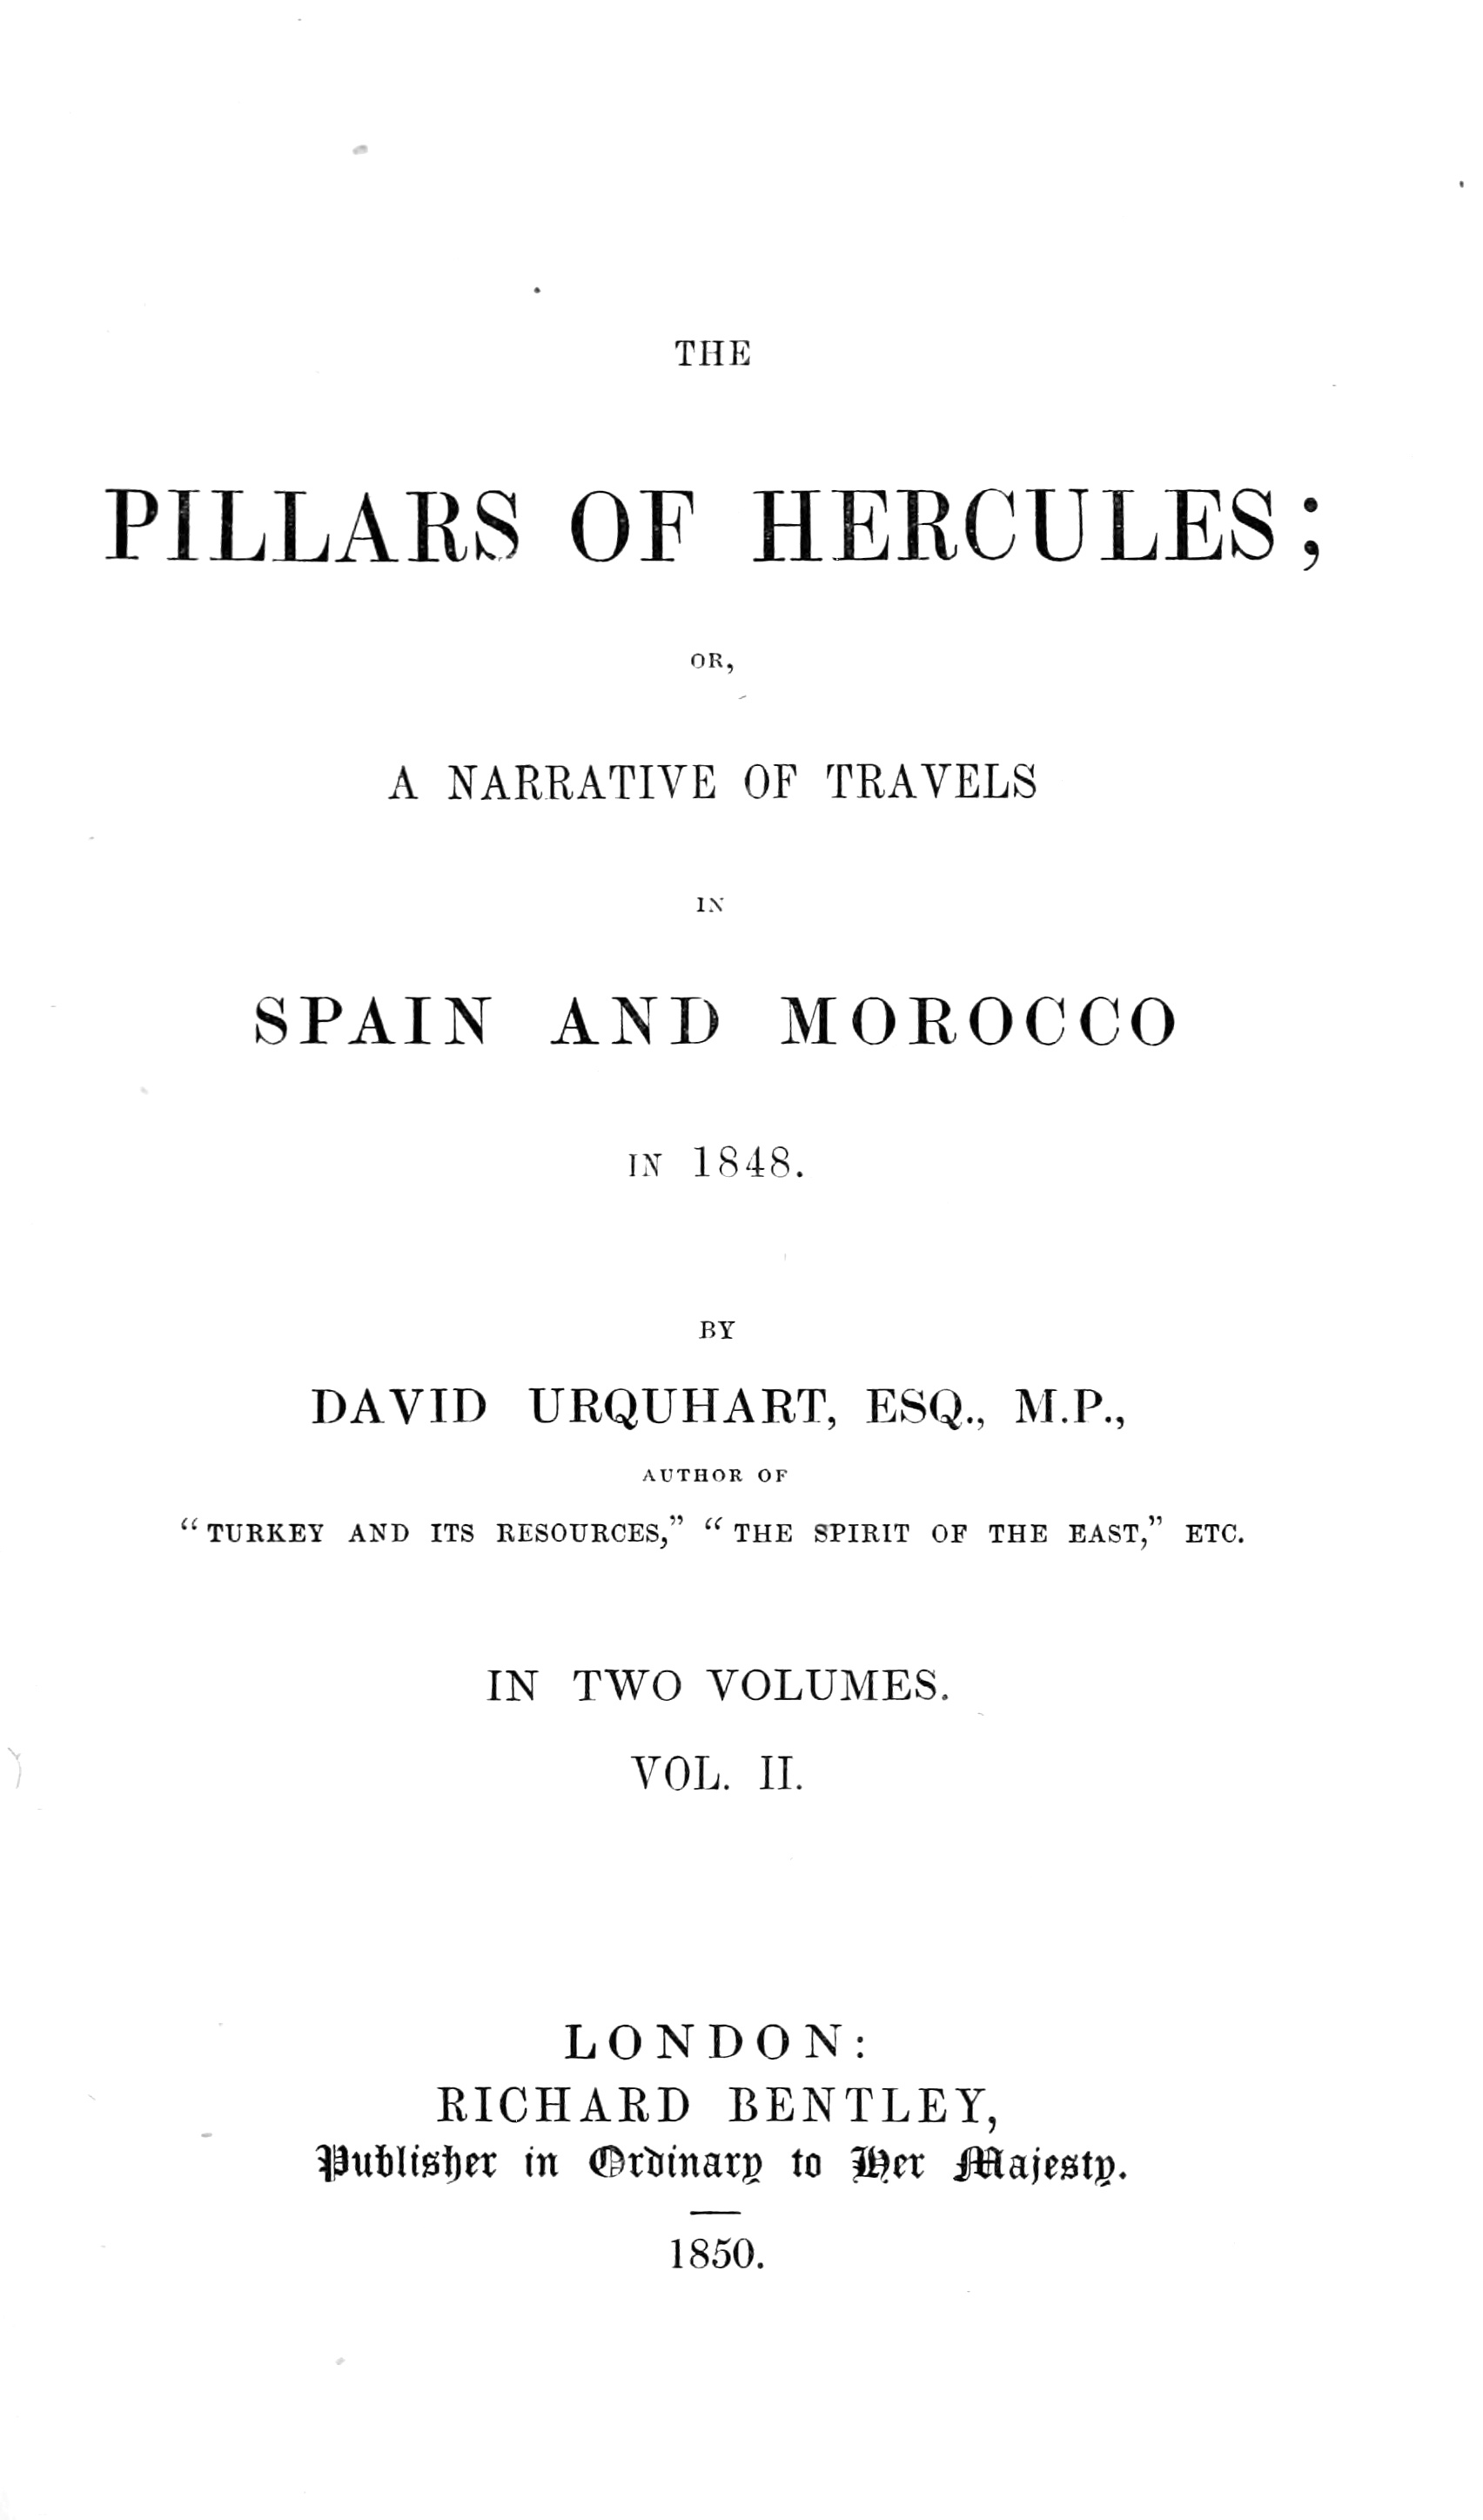 THE
PILLARS OF HERCULES;
OR,
A NARRATIVE OF TRAVELS
IN
SPAIN AND MOROCCO
IN 1848.
BY
DAVID URQUHART, ESQ., M.P.,
AUTHOR OF
“TURKEY AND ITS RESOURCES,” “THE SPIRIT OF THE EAST,” ETC.
IN TWO VOLUMES.
VOL. II.
LONDON:
RICHARD BENTLEY,
Publisher in Ordinary to Her Majesty.
1850.